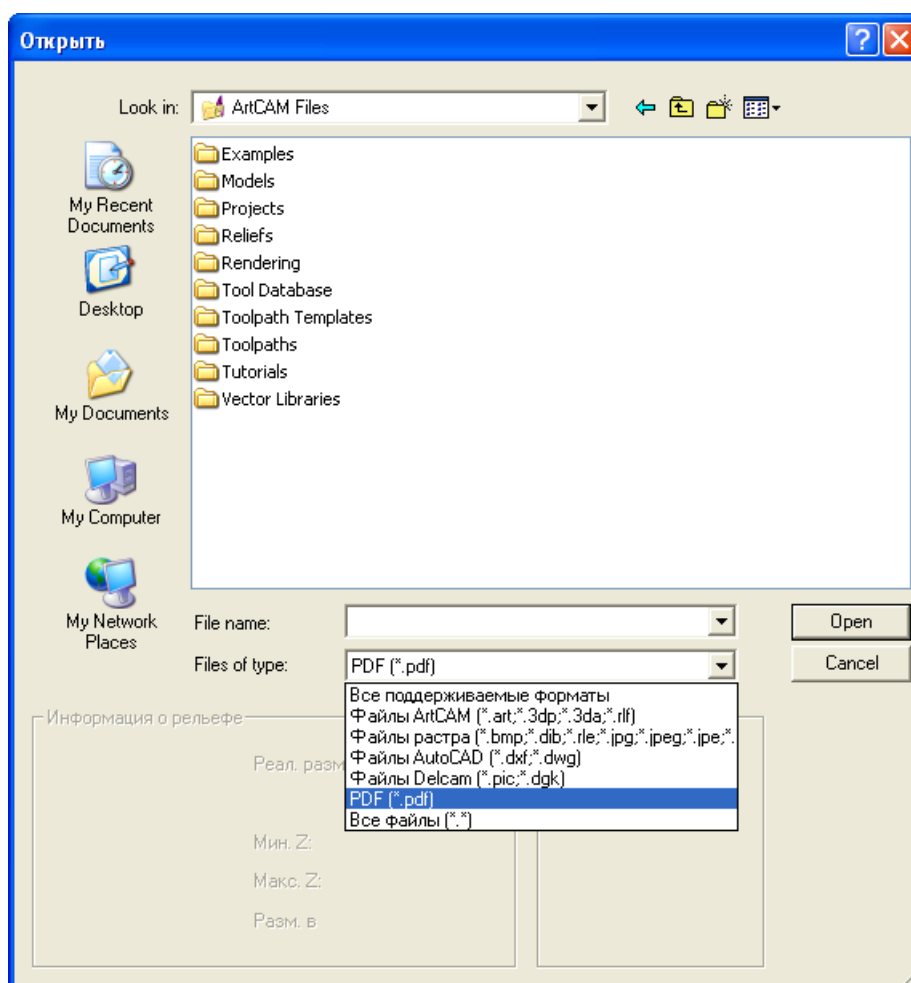 Открыть
Look in: ArtCAM Files
Examples
Models
Projects
Reliefs
Rendering
Tool Database
Toolpath Templates
Toolpaths
Tutorials
Vector Libraries
My Recent
Documents
Desktop
My Documents
My Computer
My Network
Places
File name:
Open
Files of type: PDF (*.pdf)
Cancel
Все поддерживаемые форматы
Файлы ArtCAM (*.art;*.3dp;*.3da;*.rlf)
Файлы растра (*.bmp;*.dib;*.rle;*.jpg;*.jpeg;*.jpe;*.
Файлы AutoCAD (*.dxf;*.dwg)
Файлы Delcam (*.pic;*.dgk)
PDF (*.pdf)
Все файлы (*.*)
Информация о рельефе
Реал. разм
Мин. Z:
Макс. Z:
Разм. в